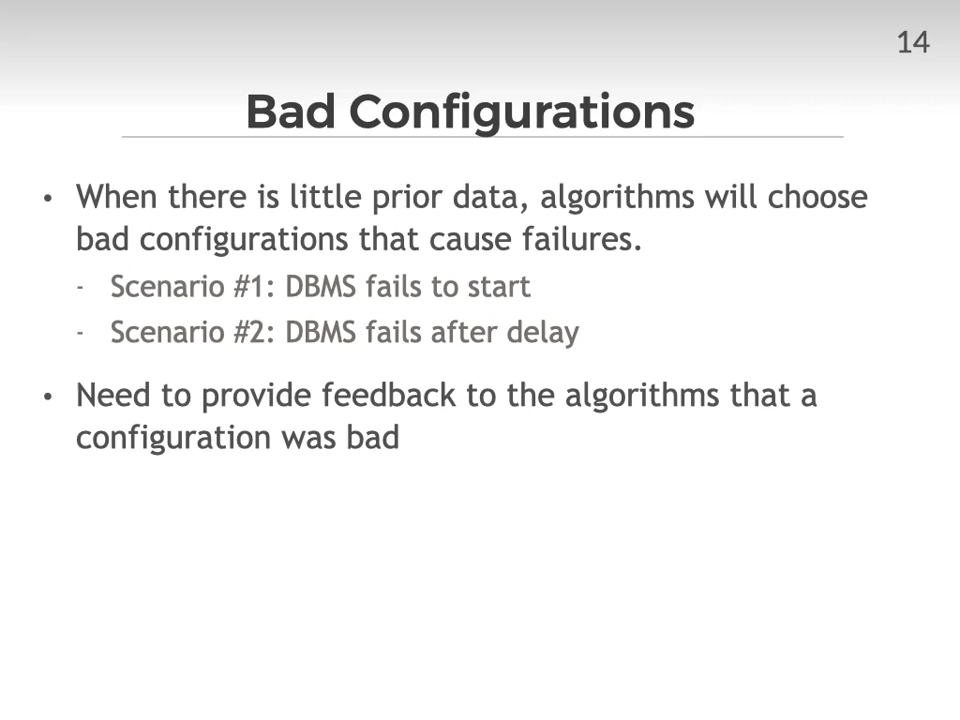 14
Bad Configurations
• When there is little prior data, algorithms will choose
bad configurations that cause failures.
- Scenario #1: DBMS fails to start
- Scenario #2: DBMS fails after delay
• Need to provide feedback to the algorithms that a
configuration was bad